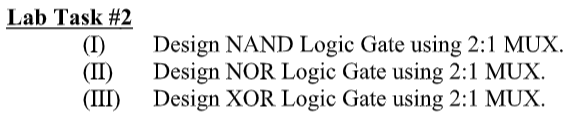 Lab Task #2
(I) Design NAND Logic Gate using 2:1 MUX.
(II) Design NOR Logic Gate using 2:1 MUX.
(III) Design XOR Logic Gate using 2:1 MUX.